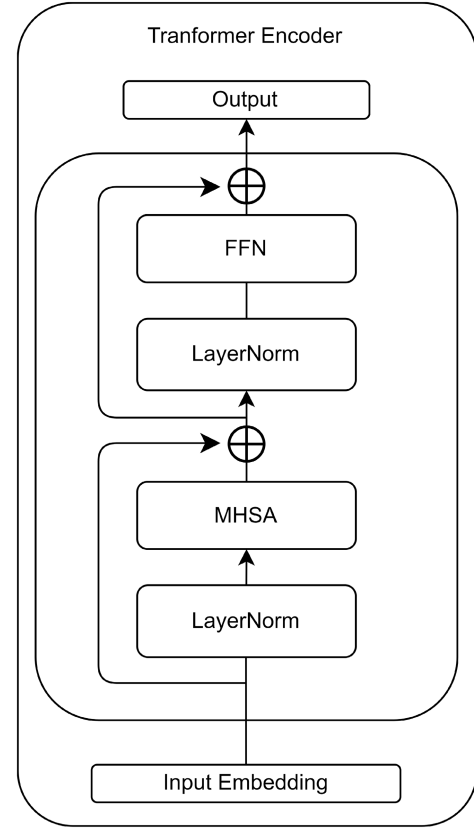 Tranformer Encoder
Output
FFN
LayerNorm
MHSA
LayerNorm
Input Embedding